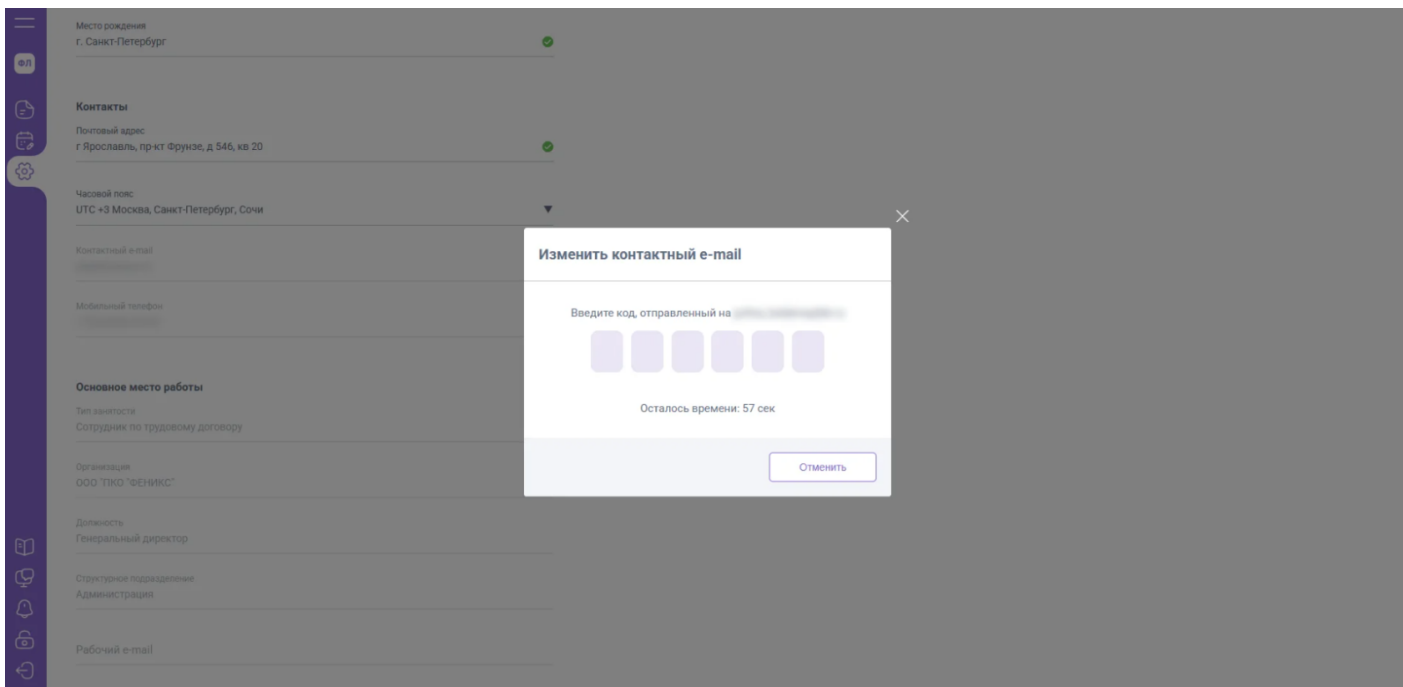 ФЛ
Место рождения
г. Санкт-Петербург
Контакты
Почтовый адрес
г Ярославль, пр-кт Фрунзе, д 546, кв 20
Часовой пояс
UTC +3 Москва, Санкт-Петербург, Сочи
Контактный e-mail
Мобильный телефон
Основное место работы
Тип занятости
Сотрудник по трудовому договору
Организация
ООО "ПКО "ФЕНИКС"
Должность
Генеральный директор
Структурное подразделение
Администрация
Рабочий e-mail
Изменить контактный e-mail
Введите код, отправленный на
Осталось времени: 57 сек
Отменить